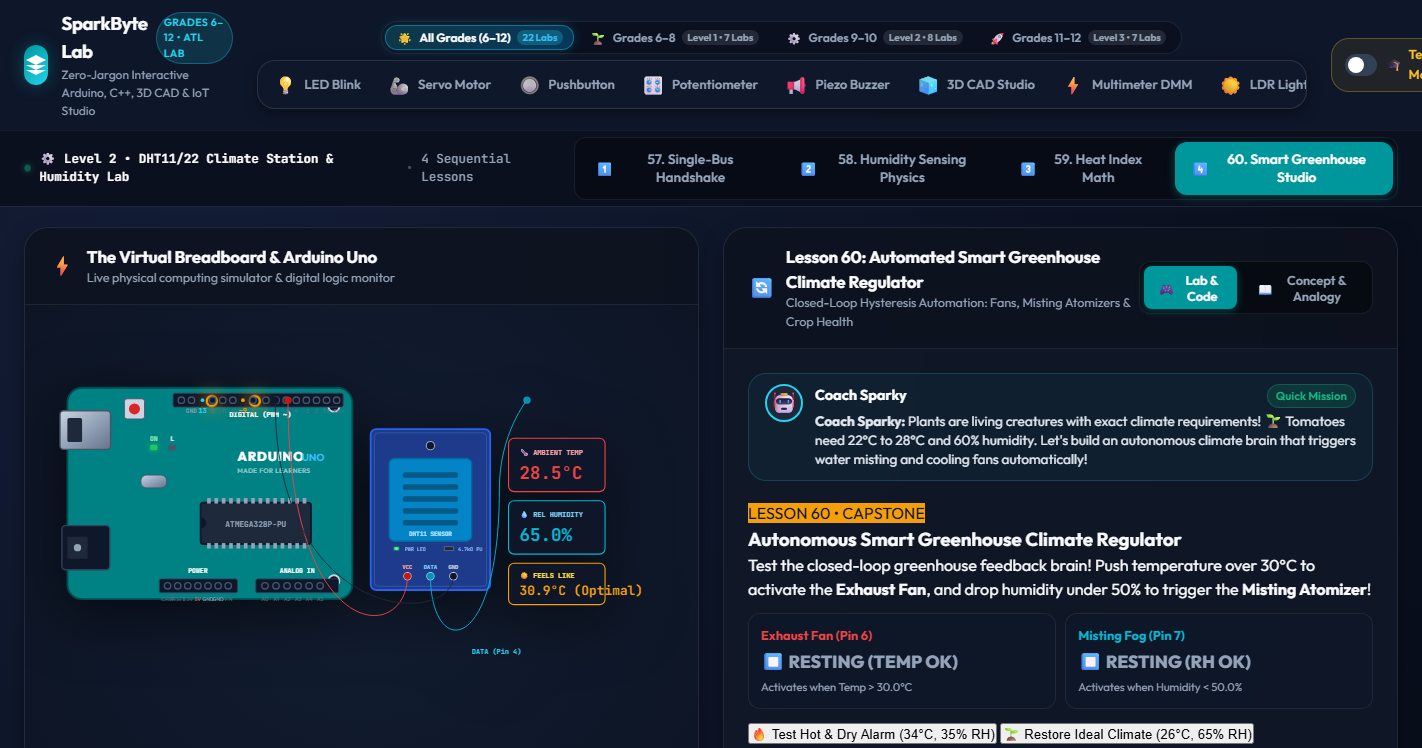 SparkByte
Lab
GRADES 6–
12 • ATL
LAB
Zero-Jargon Interactive
Arduino, C++, 3D CAD & IoT
Studio
All Grades (6–12) 22 Labs
Grades 6–8 Level 1 • 7 Labs
Grades 9–10 Level 2 • 8 Labs
Grades 11–12 Level 3 • 7 Labs
LED Blink
Servo Motor
Pushbutton
Potentiometer
Piezo Buzzer
3D CAD Studio
Multimeter DMM
LDR Light
Level 2 • DHT11/22 Climate Station &
Humidity Lab
• 4 Sequential
Lessons
1 57. Single-Bus
Handshake
2 58. Humidity Sensing
Physics
3 59. Heat Index
Math
4 60. Smart Greenhouse
Studio
The Virtual Breadboard & Arduino Uno
Live physical computing simulator & digital logic monitor
GND 13
DIGITAL (PWM ~)
ON L
ARDUINO UNO
MADE FOR LEARNERS
ATMEGA328P-PU
POWER
ANALOG IN
DHT11 SENSOR
PWR LED
4.7kΩ PU
VCC DATA GND
AMBIENT TEMP
28.5°C
REL HUMIDITY
65.0%
FEELS LIKE
30.9°C (Optimal)
DATA (Pin 4)
Lesson 60: Automated Smart Greenhouse
Climate Regulator
Closed-Loop Hysteresis Automation: Fans, Misting Atomizers &
Crop Health
Lab &
Code
Concept &
Analogy
Coach Sparky
Quick Mission
Coach Sparky: Plants are living creatures with exact climate requirements! 🌱 Tomatoes
need 22°C to 28°C and 60% humidity. Let's build an autonomous climate brain that triggers
water misting and cooling fans automatically!
LESSON 60 • CAPSTONE
Autonomous Smart Greenhouse Climate Regulator
Test the closed-loop greenhouse feedback brain! Push temperature over 30°C to
activate the Exhaust Fan, and drop humidity under 50% to trigger the Misting Atomizer!
Exhaust Fan (Pin 6)
RESTING (TEMP OK)
Activates when Temp > 30.0°C
Misting Fog (Pin 7)
RESTING (RH OK)
Activates when Humidity < 50.0%
🔥 Test Hot & Dry Alarm (34°C, 35% RH)
🌱 Restore Ideal Climate (26°C, 65% RH)